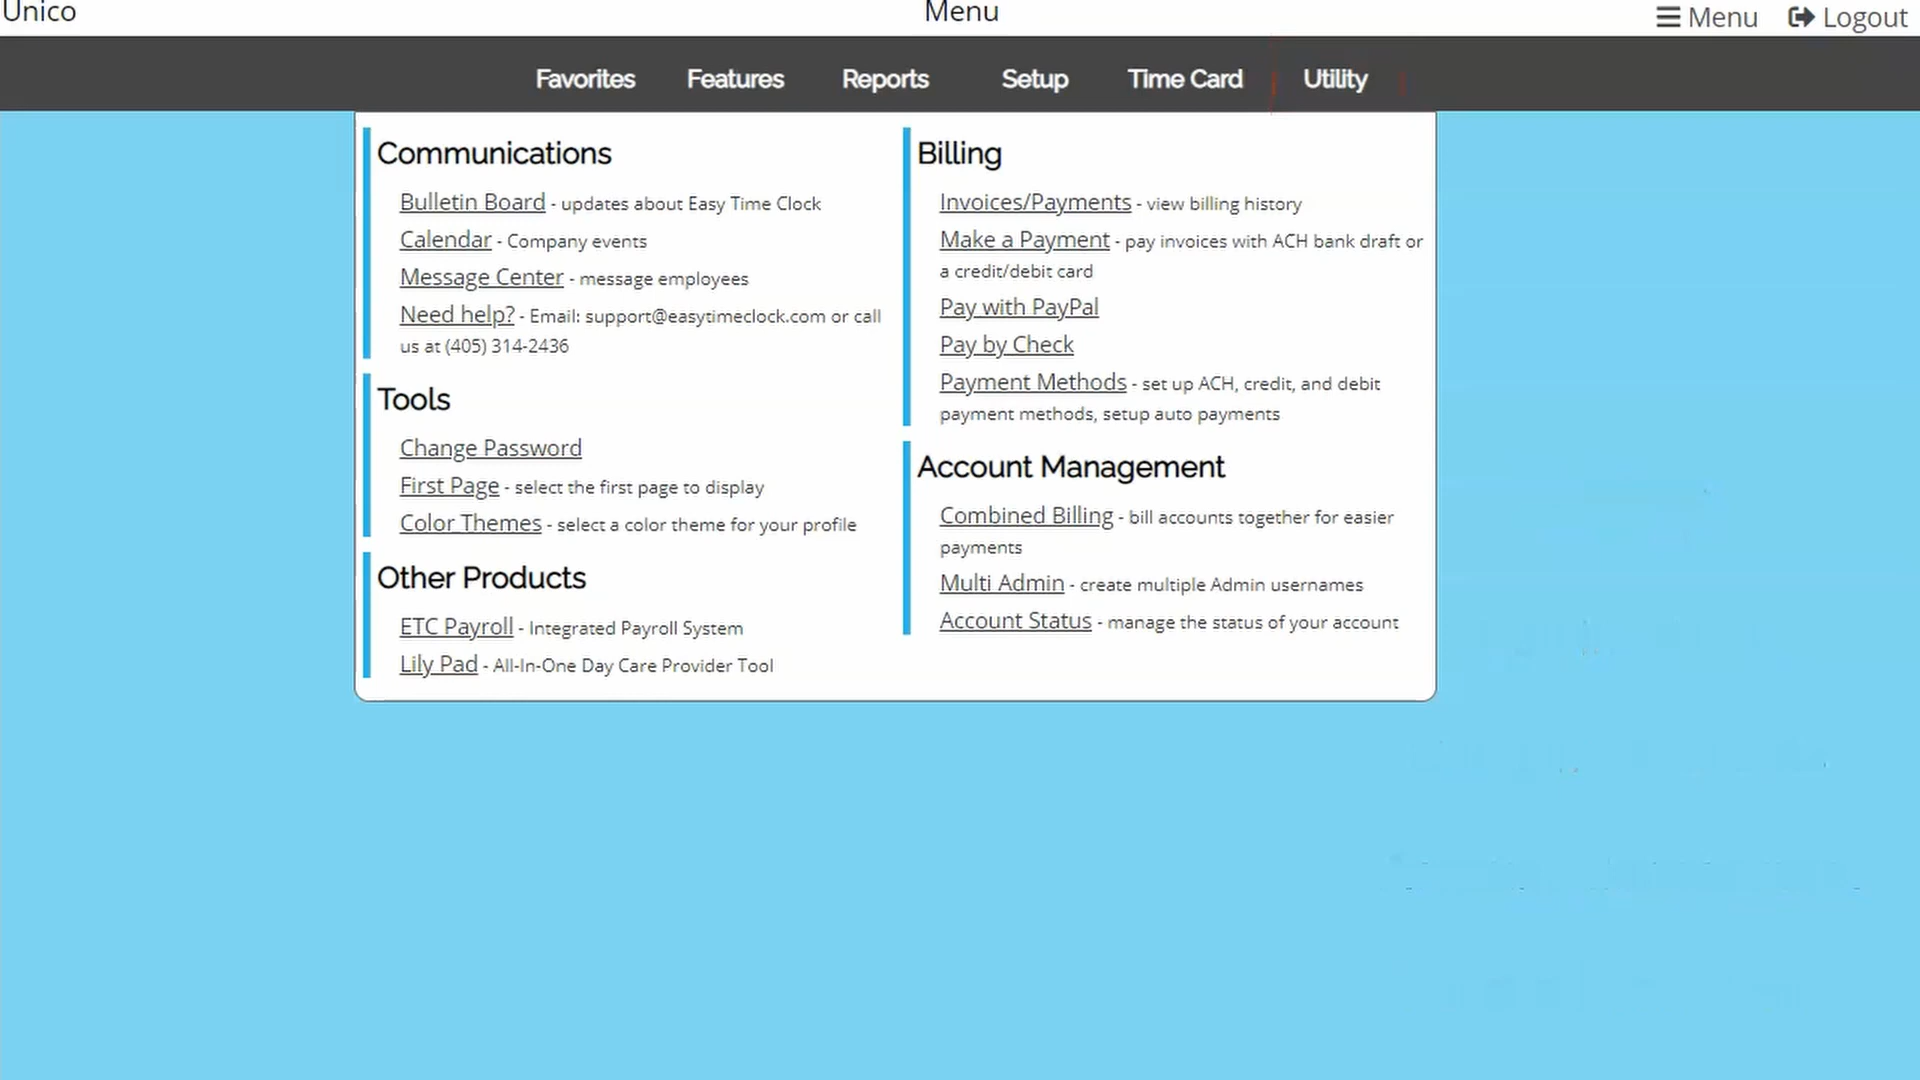 Unico
Menu
Menu
Logout
Favorites
Features
Reports
Setup
Time Card
Utility
Communications
Bulletin Board - updates about Easy Time Clock
Calendar - Company events
Message Center - message employees
Need help? - Email: support@easytimeclock.com or call
us at (405) 314-2436
Tools
Change Password
First Page - select the first page to display
Color Themes - select a color theme for your profile
Other Products
ETC Payroll - Integrated Payroll System
Lily Pad - All-In-One Day Care Provider Tool
Billing
Invoices/Payments - view billing history
Make a Payment - pay invoices with ACH bank draft or
a credit/debit card
Pay with PayPal
Pay by Check
Payment Methods - set up ACH, credit, and debit
payment methods, setup auto payments
Account Management
Combined Billing - bill accounts together for easier
payments
Multi Admin - create multiple Admin usernames
Account Status - manage the status of your account